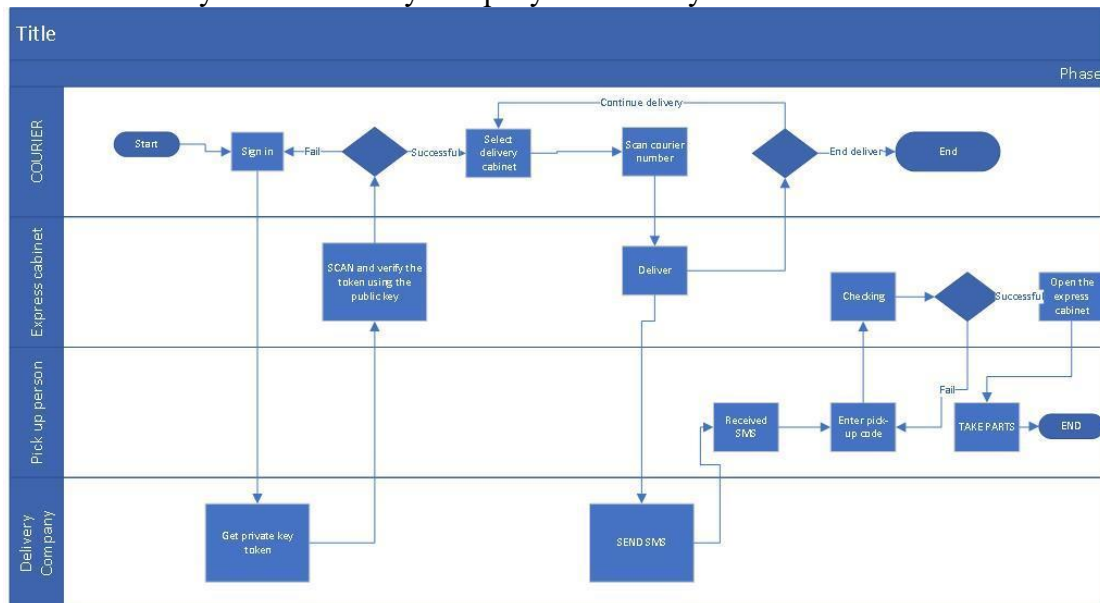 Title
Phase
COURIER
Start
Sign in
Fail
Successful
Select
delivery
cabinet
Continue delivery
Scan courier
number
End deliver
End
Express cabinet
SCAN and verify the
token using the
public key
Deliver
Checking
Successful
Open the
express
cabinet
Pick up person
Received
SMS
Enter pick-
up code
Fail
TAKE PARTS
END
Delivery
Company
Get private key
token
SEND SMS